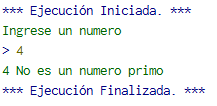 *** Ejecución Iniciada. ***
Ingrese un numero
> 4
4 No es un numero primo
*** Ejecución Finalizada. ***